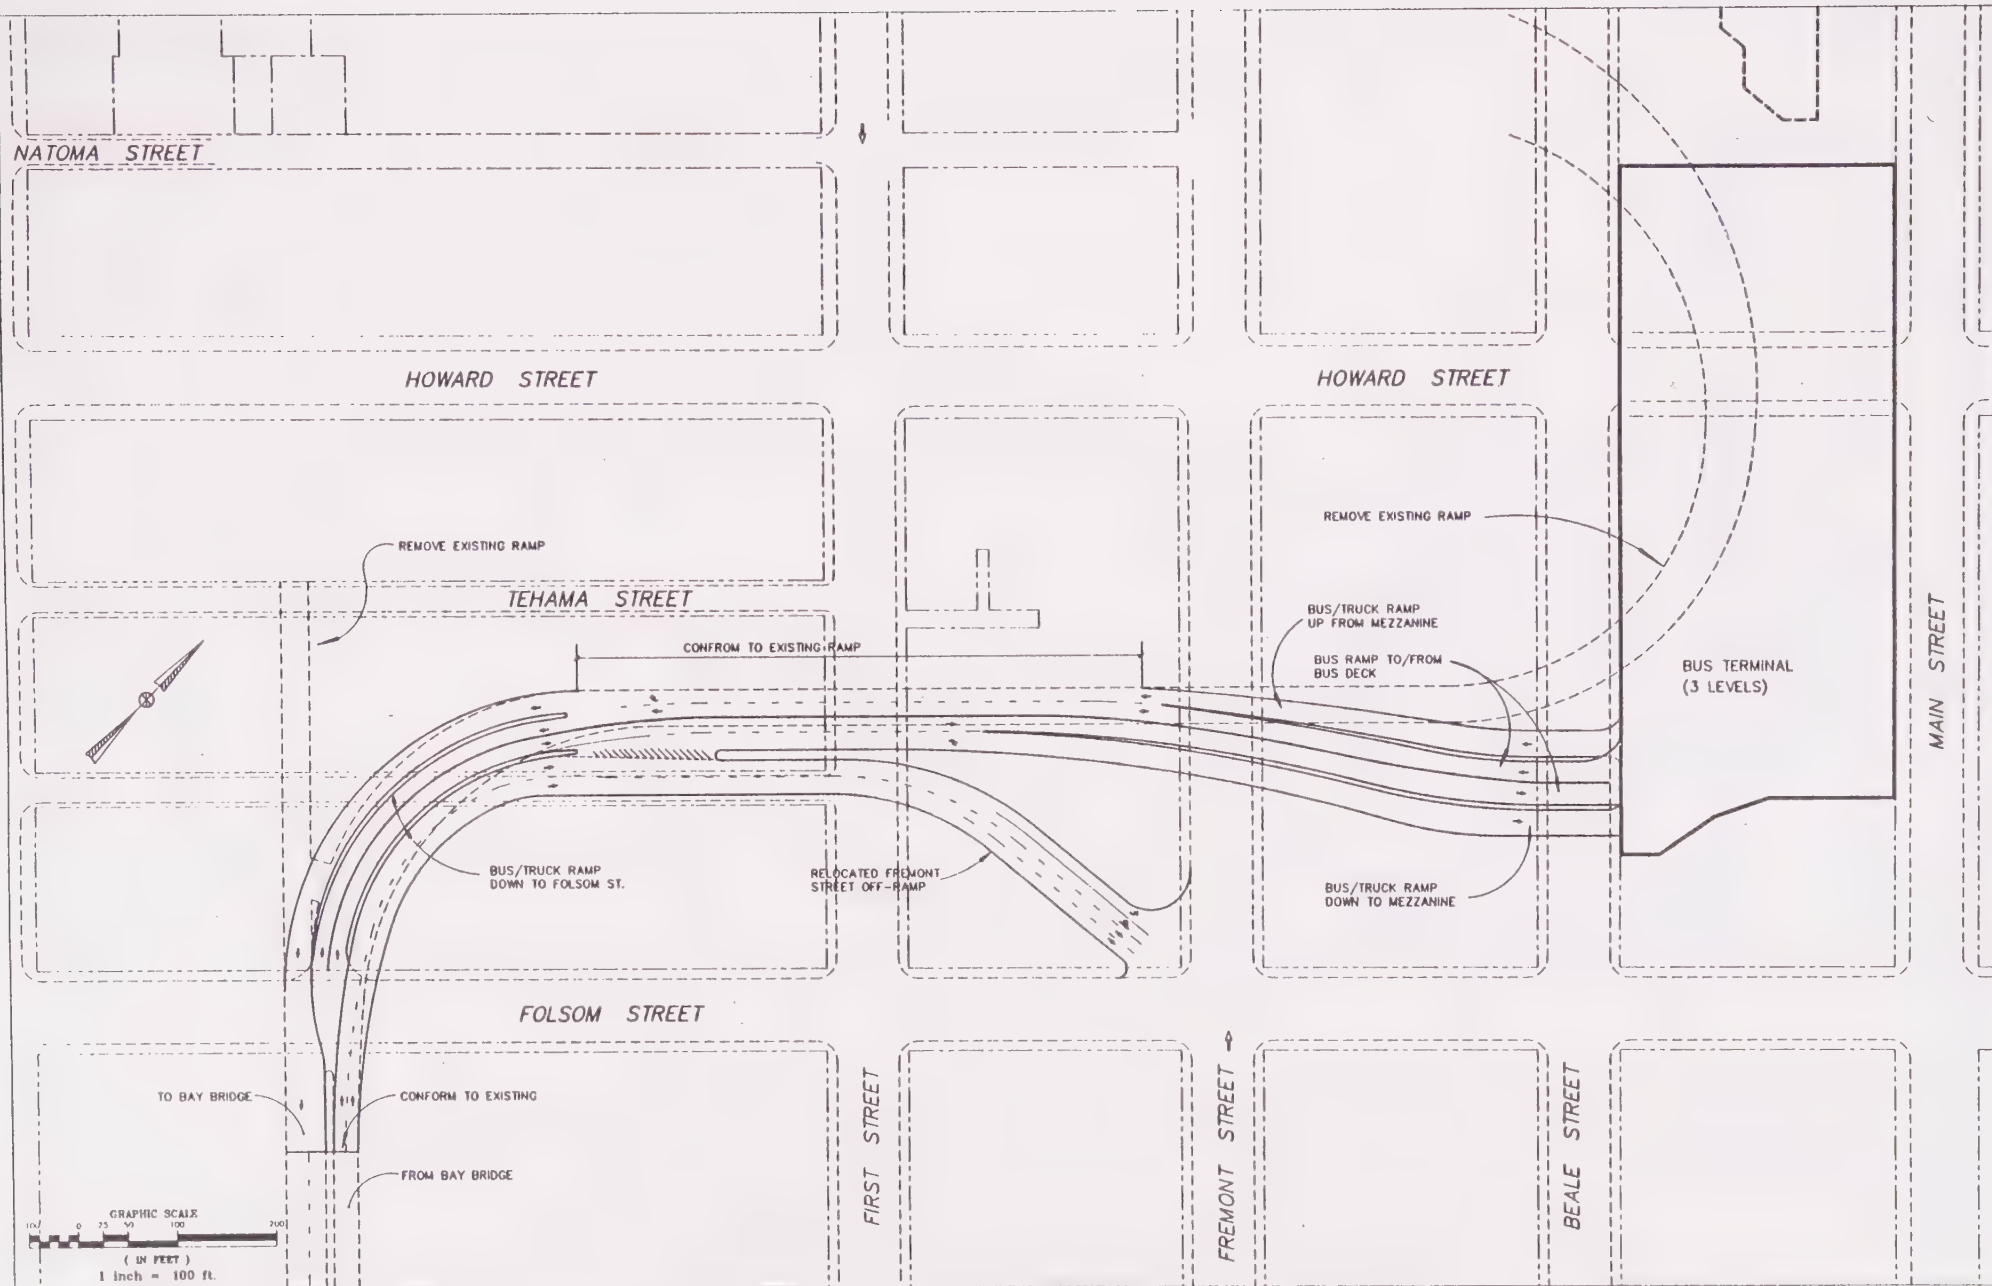 NATOMA STREET
HOWARD STREET
HOWARD STREET
REMOVE EXISTING RAMP
REMOVE EXISTING RAMP
TEHAMA STREET
CONFROM TO EXISTING RAMP
BUS/TRUCK RAMP
UP FROM MEZZANINE
BUS RAMP TO/FROM
BUS DECK
BUS TERMINAL
(3 LEVELS)
MAIN STREET
BUS/TRUCK RAMP
DOWN TO FOLSOM ST.
RELOCATED FREMONT
STREET OFF-RAMP
BUS/TRUCK RAMP
DOWN TO MEZZANINE
FOLSOM STREET
TO BAY BRIDGE
CONFORM TO EXISTING
FROM BAY BRIDGE
FIRST STREET
FREMONT STREET
BEALE STREET
GRAPHIC SCALE
0 25 50 100 200
( IN FEET )
1 inch = 100 ft.